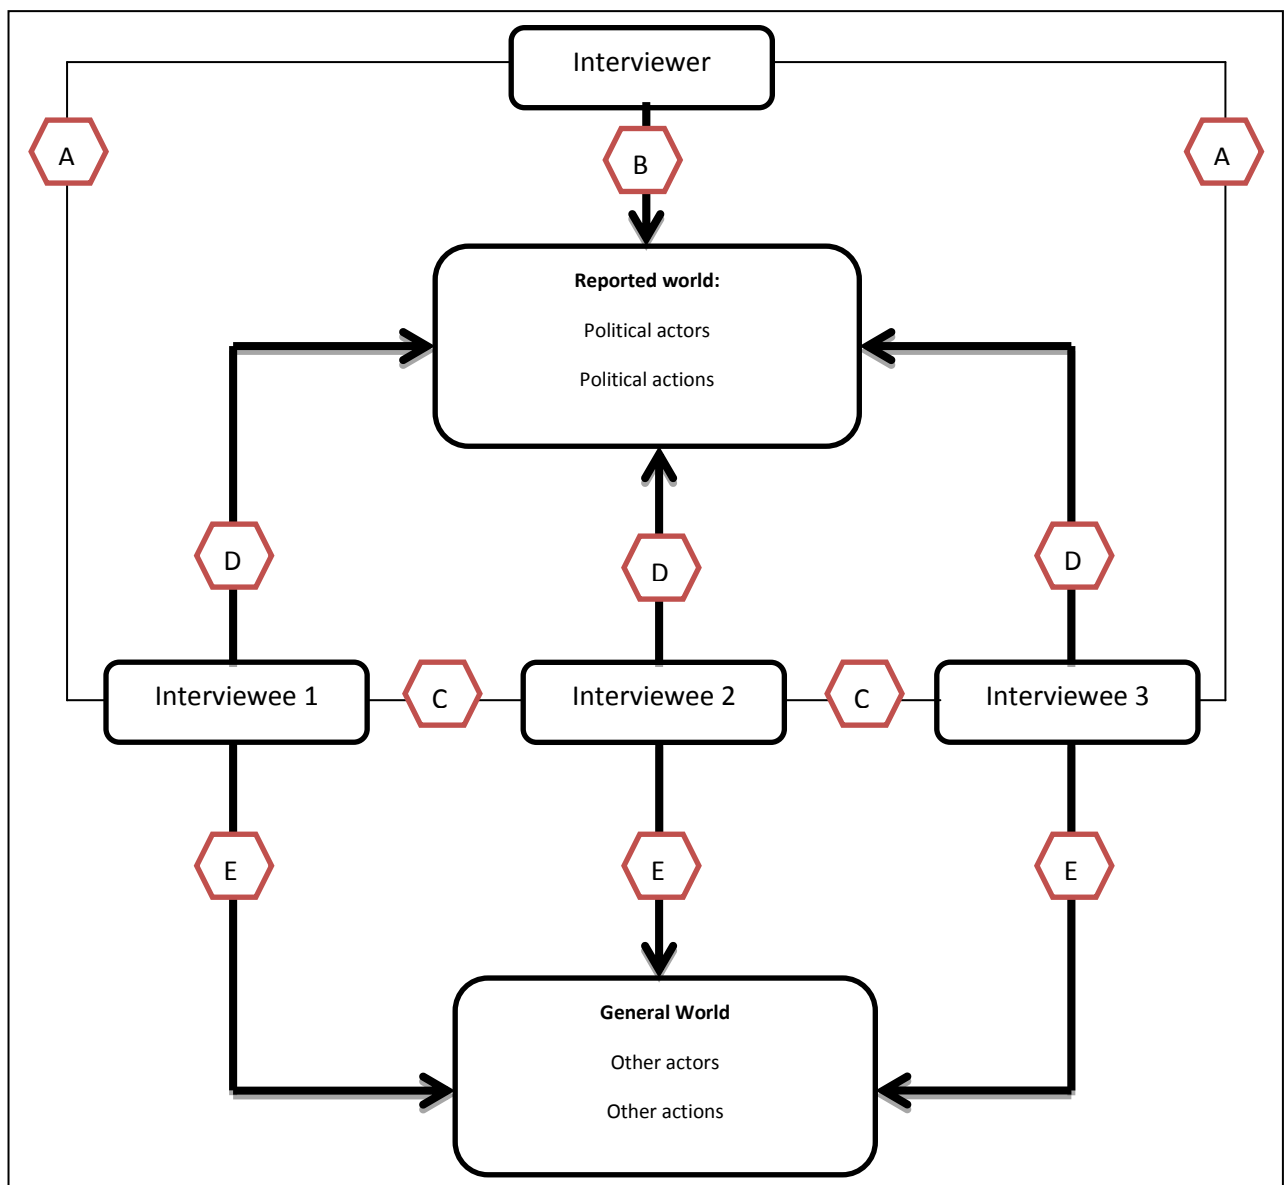 Interviewer
A
B
A
Reported world:
Political actors
Political actions
D
D
D
Interviewee 1
C
Interviewee 2
C
Interviewee 3
E
E
E
General World
Other actors
Other actions